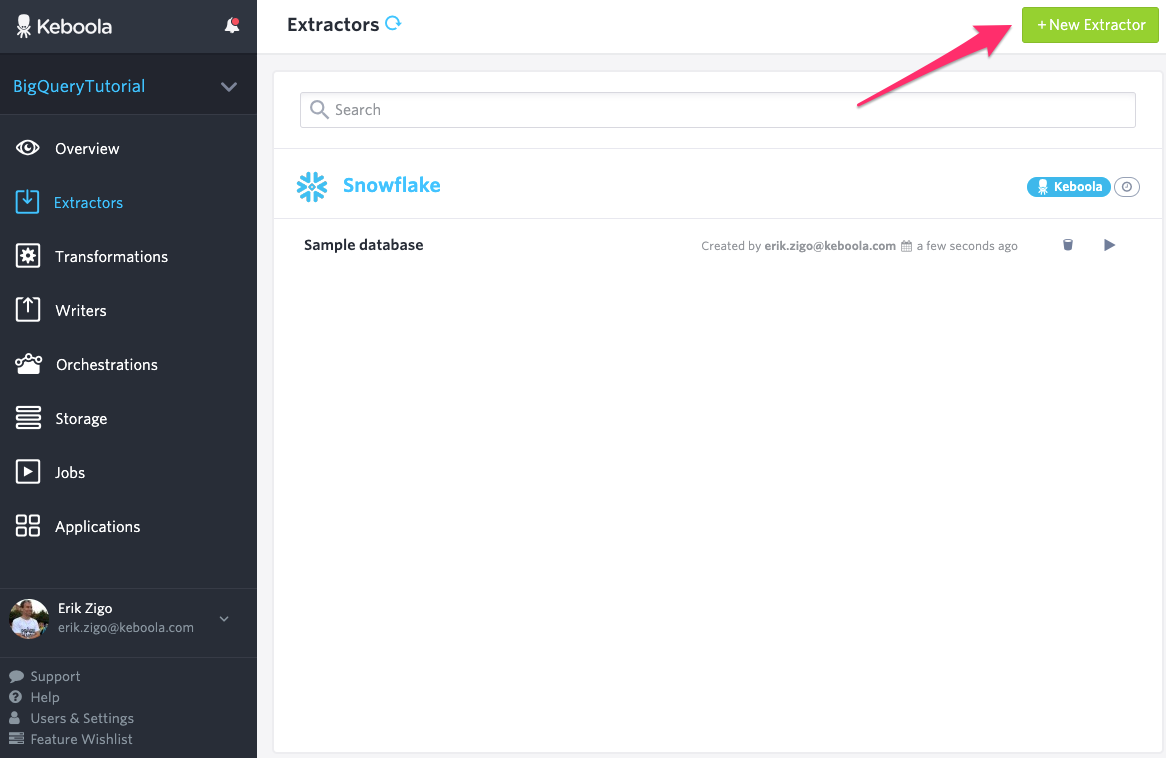 Keboola
Extractors
+ New Extractor
BigQueryTutorial
Search
Overview
Snowflake
Keboola
Extractors
Sample database
Created by erik.zigo@keboola.com a few seconds ago
Transformations
Writers
Orchestrations
Storage
Jobs
Applications
Erik Zigo
erik.zigo@keboola.com
Support
Help
Users & Settings
Feature Wishlist